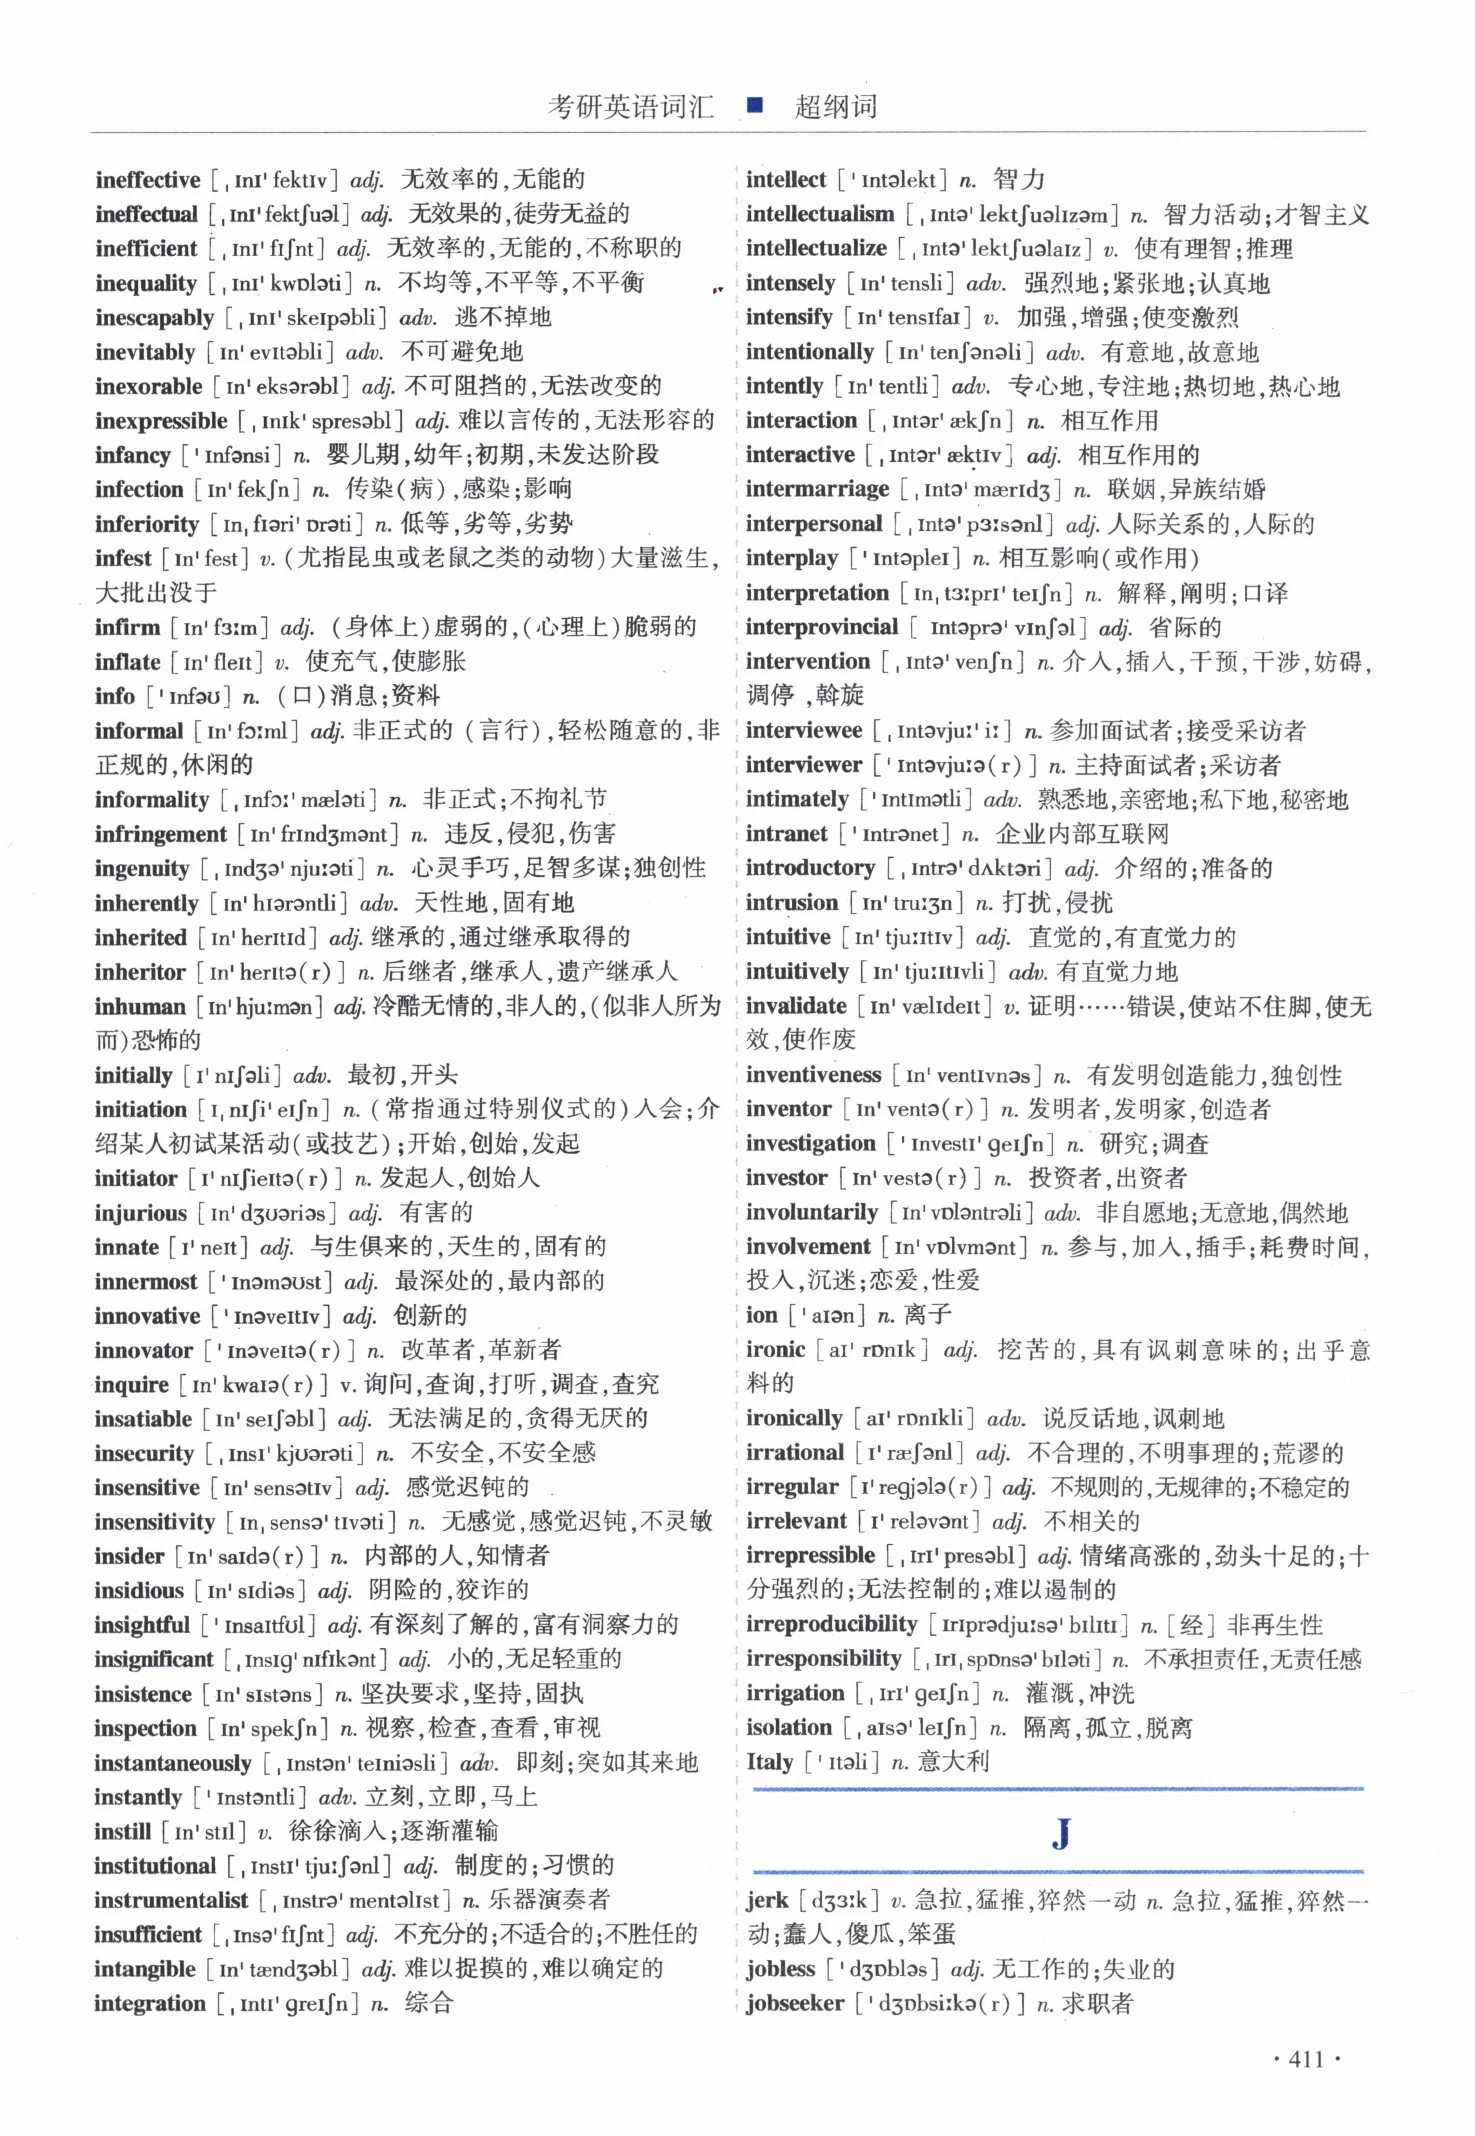 考研英语词汇 ■ 超纲词
ineffective [ˌɪnɪˈfektɪv] adj. 无效率的,无能的
ineffectual [ˌɪnɪˈfektʃuəl] adj. 无效果的,徒劳无益的
inefficient [ˌɪnɪˈfɪʃnt] adj. 无效率的,无能的,不称职的
inequality [ˌɪnɪˈkwɒləti] n. 不均等,不平等,不平衡
inescapably [ˌɪnɪˈskeɪpəbli] adv. 逃不掉地
inevitably [ɪnˈevɪtəbli] adv. 不可避免地
inexorable [ɪnˈeksərəbl] adj. 不可阻挡的,无法改变的
inexpressible [ˌɪnɪkˈspresəbl] adj. 难以言传的,无法形容的
infancy [ˈɪnfənsi] n. 婴儿期,幼年;初期,未发达阶段
infection [ɪnˈfekʃn] n. 传染(病),感染;影响
inferiority [ɪnˌfɪəriˈɒrəti] n. 低等,劣等,劣势
infest [ɪnˈfest] v. (尤指昆虫或老鼠之类的动物)大量滋生,
大批出没于
infirm [ɪnˈfɜːm] adj. (身体上)虚弱的,(心理上)脆弱的
inflate [ɪnˈfleɪt] v. 使充气,使膨胀
info [ˈɪnfəʊ] n. (口)消息;资料
informal [ɪnˈfɔːml] adj. 非正式的 (言行),轻松随意的,非
正规的,休闲的
informality [ˌɪnfɔːˈmæləti] n. 非正式;不拘礼节
infringement [ɪnˈfrɪndʒmənt] n. 违反,侵犯,伤害
ingenuity [ˌɪndʒəˈnjuːəti] n. 心灵手巧,足智多谋;独创性
inherently [ɪnˈhɪərəntli] adv. 天性地,固有地
inherited [ɪnˈherɪtɪd] adj. 继承的,通过继承取得的
inheritor [ɪnˈherɪtə(r)] n. 后继者,继承人,遗产继承人
inhuman [ɪnˈhjuːmən] adj. 冷酷无情的,非人的,(似非人所为
而)恐怖的
initially [ɪˈnɪʃəli] adv. 最初,开头
initiation [ɪˌnɪʃiˈeɪʃn] n. (常指通过特别仪式的)入会;介
绍某人初试某活动(或技艺);开始,创始,发起
initiator [ɪˈnɪʃieɪtə(r)] n. 发起人,创始人
injurious [ɪnˈdʒʊəriəs] adj. 有害的
innate [ɪˈneɪt] adj. 与生俱来的,天生的,固有的
innermost [ˈɪnəməʊst] adj. 最深处的,最内部的
innovative [ˈɪnəveɪtɪv] adj. 创新的
innovator [ˈɪnəveɪtə(r)] n. 改革者,革新者
inquire [ɪnˈkwaɪə(r)] v. 询问,查询,打听,调查,查究
insatiable [ɪnˈseɪʃəbl] adj. 无法满足的,贪得无厌的
insecurity [ˌɪnsɪˈkjʊərəti] n. 不安全,不安全感
insensitive [ɪnˈsensətɪv] adj. 感觉迟钝的
insensitivity [ɪnˌsensəˈtɪvəti] n. 无感觉,感觉迟钝,不灵敏
insider [ɪnˈsaɪdə(r)] n. 内部的人,知情者
insidious [ɪnˈsɪdiəs] adj. 阴险的,狡诈的
insightful [ˈɪnsaɪtfʊl] adj. 有深刻了解的,富有洞察力的
insignificant [ˌɪnsɪgˈnɪfɪkənt] adj. 小的,无足轻重的
insistence [ɪnˈsɪstəns] n. 坚决要求,坚持,固执
inspection [ɪnˈspekʃn] n. 视察,检查,查看,审视
instantaneously [ˌɪnstənˈteɪniəsli] adv. 即刻;突如其来地
instantly [ˈɪnstəntli] adv. 立刻,立即,马上
instill [ɪnˈstɪl] v. 徐徐滴入;逐渐灌输
institutional [ˌɪnstɪˈtjuːʃənl] adj. 制度的;习惯的
instrumentalist [ˌɪnstrəˈmentəlɪst] n. 乐器演奏者
insufficient [ˌɪnsəˈfɪʃnt] adj. 不充分的;不适合的;不胜任的
intangible [ɪnˈtændʒəbl] adj. 难以捉摸的,难以确定的
integration [ˌɪntɪˈgreɪʃn] n. 综合
intellect [ˈɪntəlekt] n. 智力
intellectualism [ˌɪntəˈlektʃuəlɪzəm] n. 智力活动;才智主义
intellectualize [ˌɪntəˈlektʃuəlaɪz] v. 使有理智;推理
intensely [ɪnˈtensli] adv. 强烈地;紧张地;认真地
intensify [ɪnˈtensɪfaɪ] v. 加强,增强;使变激烈
intentionally [ɪnˈtenʃənəli] adv. 有意地,故意地
intently [ɪnˈtentli] adv. 专心地,专注地;热切地,热心地
interaction [ˌɪntərˈækʃn] n. 相互作用
interactive [ˌɪntərˈæktɪv] adj. 相互作用的
intermarriage [ˌɪntəˈmærɪdʒ] n. 联姻,异族结婚
interpersonal [ˌɪntəˈpɜːsənl] adj. 人际关系的,人际的
interplay [ˈɪntəpleɪ] n. 相互影响(或作用)
interpretation [ɪnˌtɜːprɪˈteɪʃn] n. 解释,阐明;口译
interprovincial [ ɪntəprəˈvɪnʃəl] adj. 省际的
intervention [ˌɪntəˈvenʃn] n. 介入,插入,干预,干涉,妨碍,
调停,斡旋
interviewee [ˌɪntəvjuːˈiː] n. 参加面试者;接受采访者
interviewer [ˈɪntəvjuːə(r)] n. 主持面试者;采访者
intimately [ˈɪntɪmətli] adv. 熟悉地,亲密地;私下地,秘密地
intranet [ˈɪntrənet] n. 企业内部互联网
introductory [ˌɪntrəˈdʌktəri] adj. 介绍的;准备的
intrusion [ɪnˈtruːʒn] n. 打扰,侵扰
intuitive [ɪnˈtjuːɪtɪv] adj. 直觉的,有直觉力的
intuitively [ɪnˈtjuːɪtɪvli] adv. 有直觉力地
invalidate [ɪnˈvælɪdeɪt] v. 证明……错误,使站不住脚,使无
效,使作废
inventiveness [ɪnˈventɪvnəs] n. 有发明创造能力,独创性
inventor [ɪnˈventə(r)] n. 发明者,发明家,创造者
investigation [ˈɪnvestɪˈgeɪʃn] n. 研究;调查
investor [ɪnˈvestə(r)] n. 投资者,出资者
involuntarily [ɪnˈvɒləntrəli] adv. 非自愿地;无意地,偶然地
involvement [ɪnˈvɒlvmənt] n. 参与,加入,插手;耗费时间,
投入,沉迷;恋爱,性爱
ion [ˈaɪən] n. 离子
ironic [aɪˈrɒnɪk] adj. 挖苦的,具有讽刺意味的;出乎意
料的
ironically [aɪˈrɒnɪkli] adv. 说反话地,讽刺地
irrational [ɪˈræʃənl] adj. 不合理的,不明事理的;荒谬的
irregular [ɪˈregjələ(r)] adj. 不规则的,无规律的;不稳定的
irrelevant [ɪˈreləvənt] adj. 不相关的
irrepressible [ˌɪrɪˈpresəbl] adj. 情绪高涨的,劲头十足的;十
分强烈的;无法控制的;难以遏制的
irreproducibility [ɪrɪprədjuːsəˈbɪlɪtɪ] n. [经] 非再生性
irresponsibility [ˌɪrɪˌspɒnsəˈbɪləti] n. 不承担责任,无责任感
irrigation [ˌɪrɪˈgeɪʃn] n. 灌溉,冲洗
isolation [ˌaɪsəˈleɪʃn] n. 隔离,孤立,脱离
Italy [ˈɪtəli] n. 意大利
J
jerk [dʒɜːk] v. 急拉,猛推,猝然一动 n. 急拉,猛推,猝然一
动;蠢人,傻瓜,笨蛋
jobless [ˈdʒɒbləs] adj. 无工作的;失业的
jobseeker [ˈdʒɒbsiːkə(r)] n. 求职者
· 411 ·